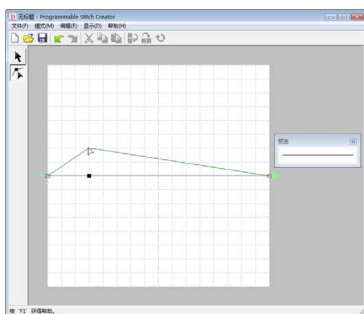 无标题 - Programmable Stitch Creator
文件(F) 模式(M) 编辑(E) 显示(D) 帮助(H)
预览
按 'F1' 获得帮助。